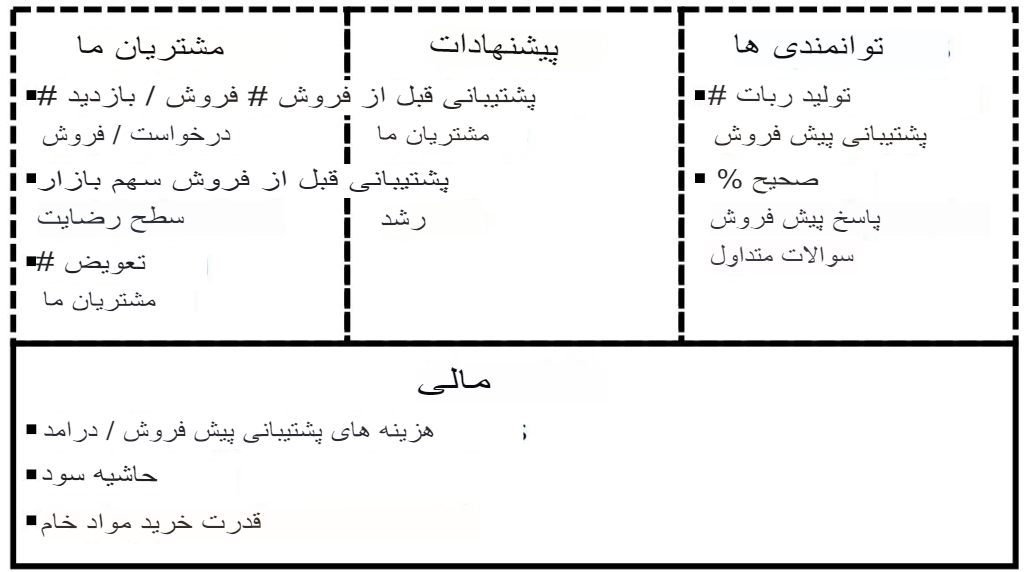 توانمندی ها
# تولید ربات
پشتیبانی پیش فروش
% صحیح
پاسخ پیش فروش
سوالات متداول
پیشنهادات
مشتریان ما
رشد
مشتریان ما
پشتیبانی قبل از فروش # فروش / بازدید #
درخواست / فروش
پشتیبانی قبل از فروش سهم بازار
سطح رضایت
تعویض #
مشتریان ما
مالی
هزینه های پشتیبانی پیش فروش / درامد
حاشیه سود
قدرت خرید مواد خام